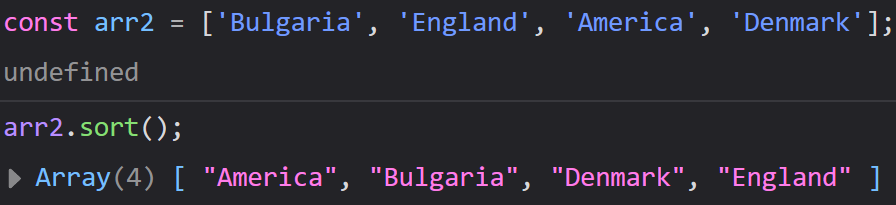 const arr2 = ['Bulgaria', 'England', 'America', 'Denmark'];
undefined
arr2.sort();
▶ Array(4) [ "America", "Bulgaria", "Denmark", "England" ]